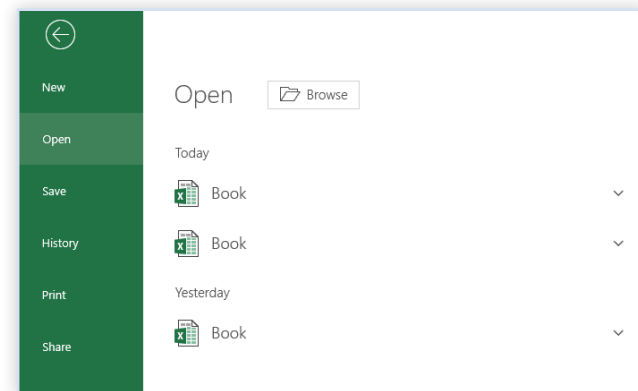 New
Open
Save
History
Print
Share
Open
Browse
Today
X Book
X Book
Yesterday
X Book